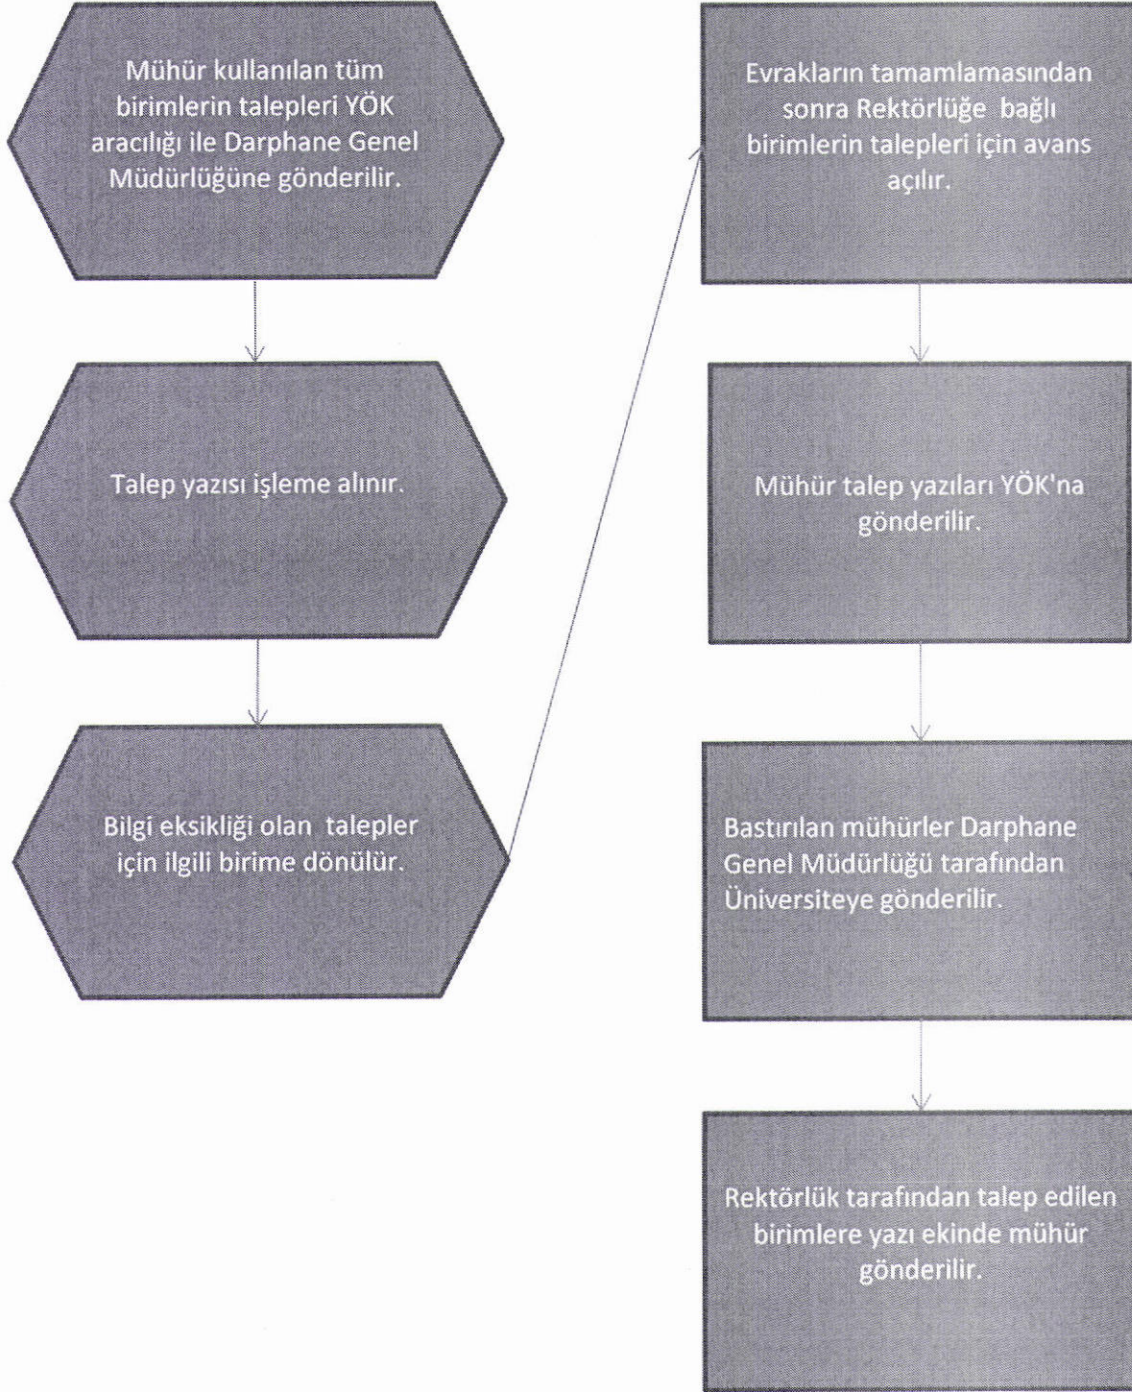 Mühür kullanılan tüm
birimlerin talepleri YÖK
aracılığı ile Darphane Genel
Müdürlüğüne gönderilir.
Talep yazısı işleme alınır.
Bilgi eksikliği olan talepler
için ilgili birime dönülür.
Evrakların tamamlamasından
sonra Rektörlüğe bağlı
birimlerin talepleri için avans
açılır.
Mühür talep yazıları YÖK'na
gönderilir.
Bastırılan mühürler Darphane
Genel Müdürlüğü tarafından
Üniversiteye gönderilir.
Rektörlük tarafından talep edilen
birimlere yazı ekinde mühür
gönderilir.